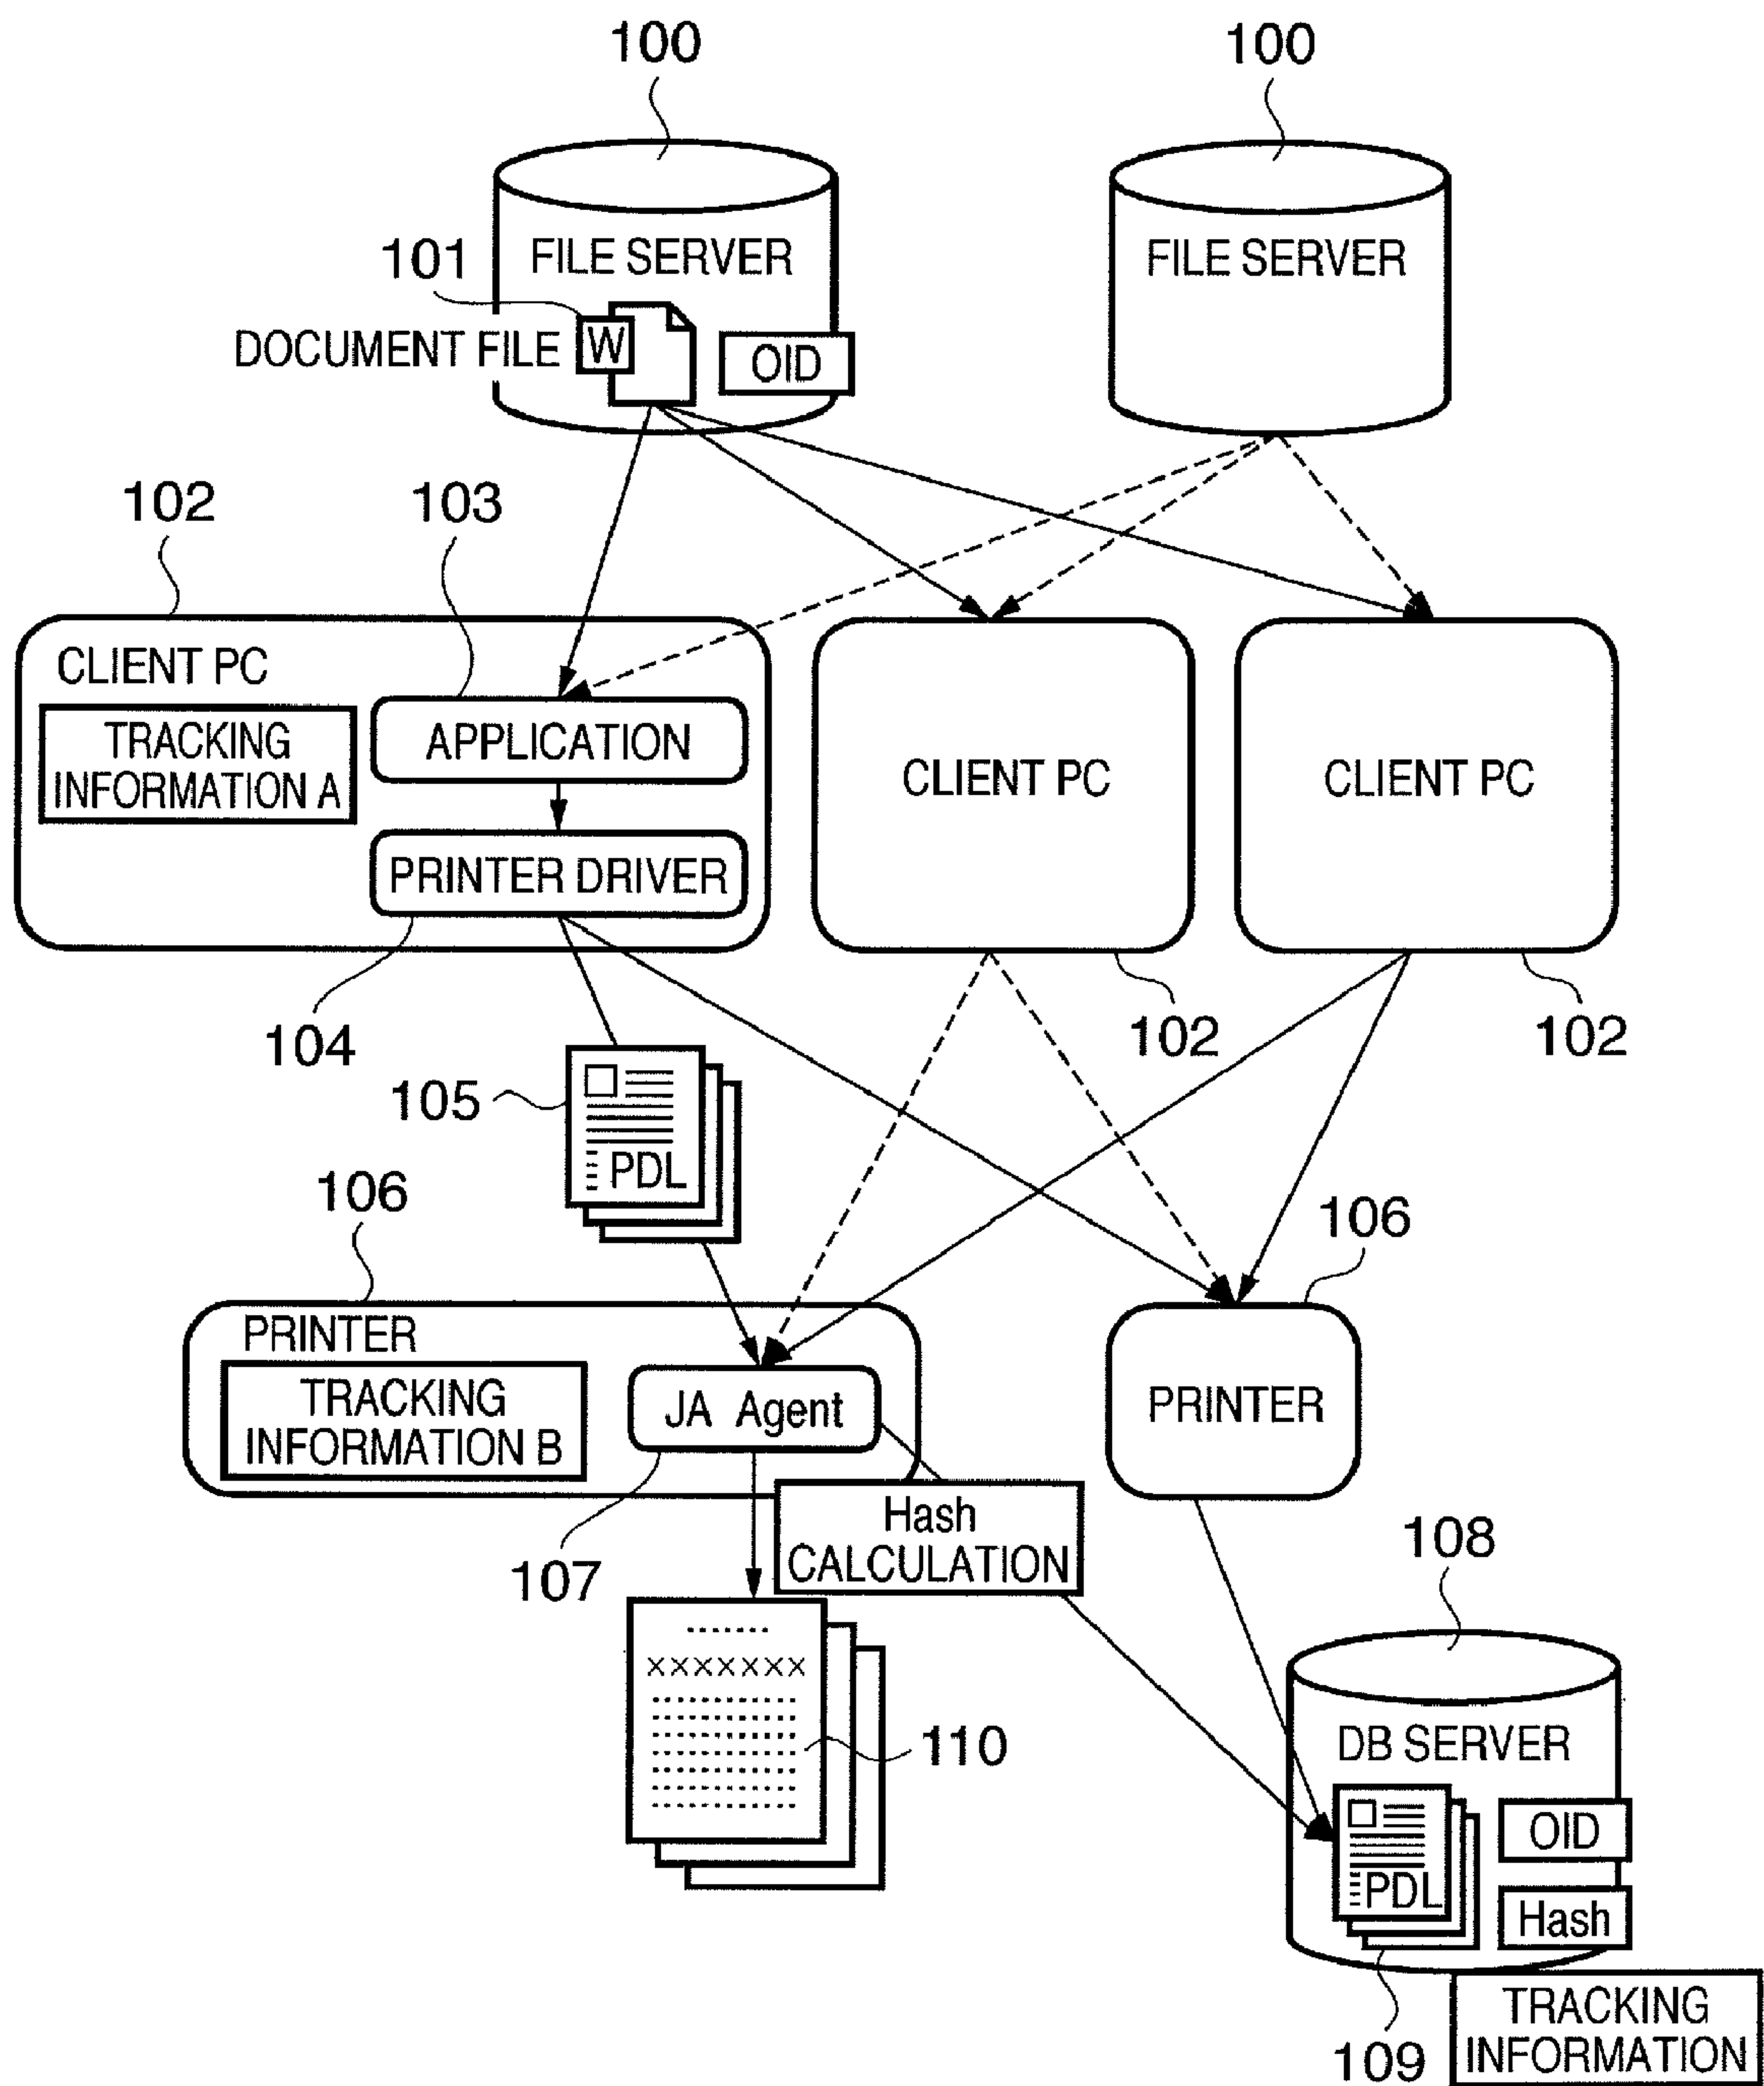 100
100
FILE SERVER
FILE SERVER
101
DOCUMENT FILE
W
OID
102
103
CLIENT PC
TRACKING
INFORMATION A
APPLICATION
PRINTER DRIVER
CLIENT PC
CLIENT PC
104
102
102
105
PDL
106
106
PRINTER
TRACKING
INFORMATION B
JA Agent
PRINTER
107
Hash
CALCULATION
108
×××××××
110
DB SERVER
PDL
OID
Hash
109
TRACKING
INFORMATION